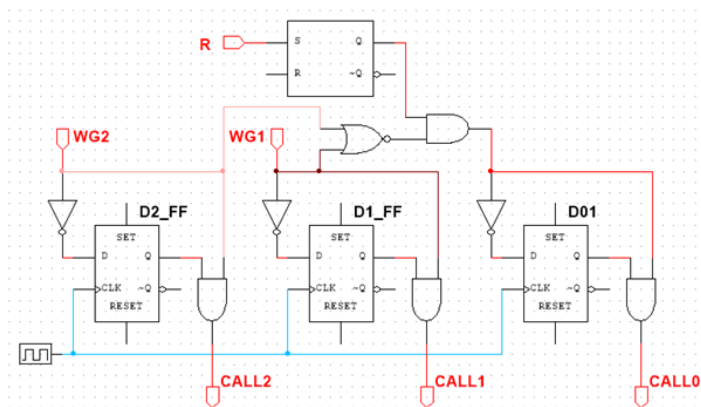 R
S Q
R ~Q
WG2
WG1
D2_FF
D1_FF
D01
SET
D Q
CLK ~Q
RESET
SET
D Q
CLK ~Q
RESET
SET
D Q
CLK ~Q
RESET
CALL2
CALL1
CALL0